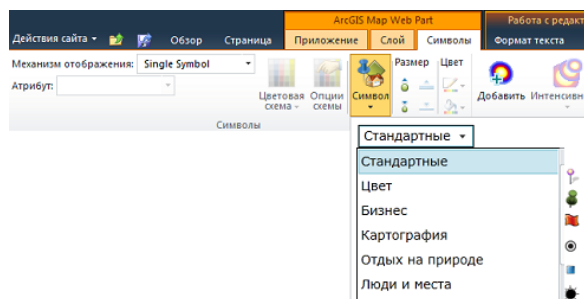 ArcGIS Map Web Part
Работа с редакт
Действия сайта
Обзор
Страница
Приложение
Слой
Символы
Формат текста
Механизм отображения: Single Symbol
Атрибут:
Цветовая схема
Опции схемы
Символ
Размер
Цвет
Добавить
Интенсивн
Символы
Стандартные
Стандартные
Цвет
Бизнес
Картография
Отдых на природе
Люди и места